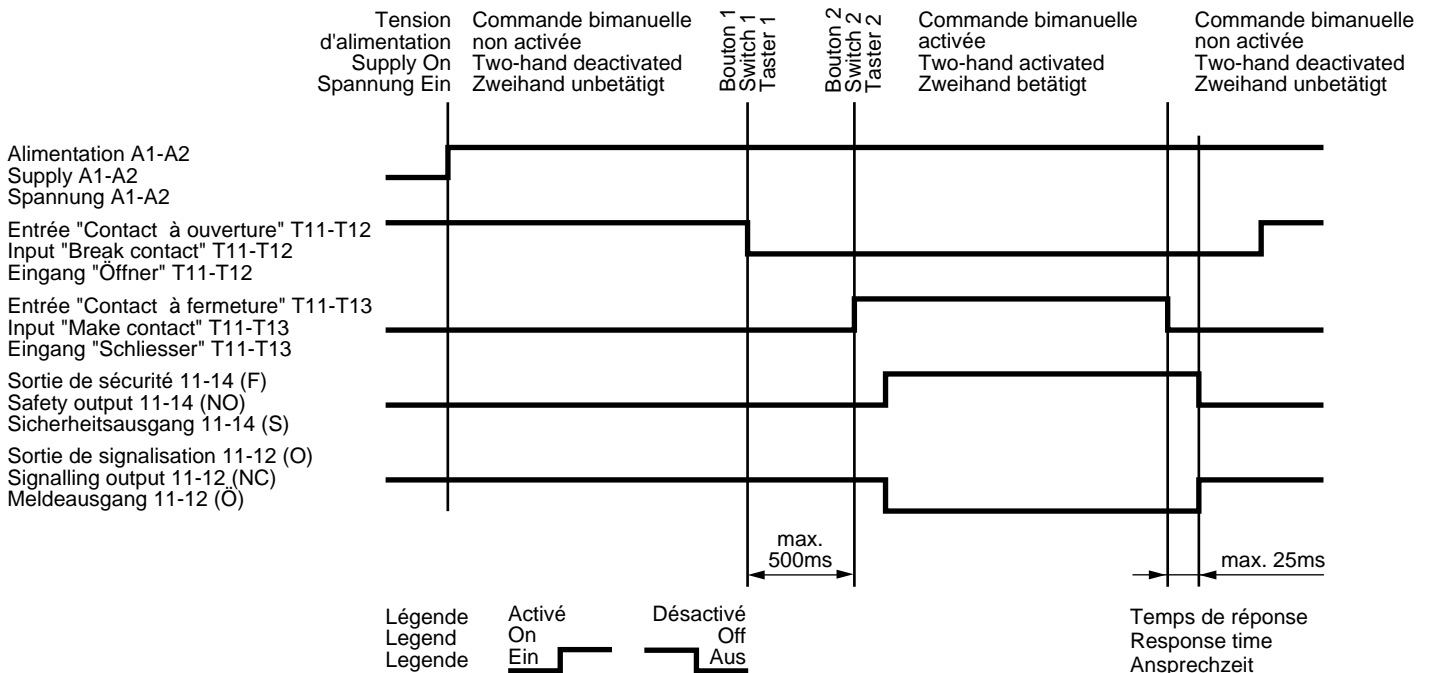 Tension
d'alimentation
Supply On
Spannung Ein
Commande bimanuelle
non activée
Two-hand deactivated
Zweihand unbetätigt
Bouton 1
Switch 1
Taster 1
Bouton 2
Switch 2
Taster 2
Commande bimanuelle
activée
Two-hand activated
Zweihand betätigt
Commande bimanuelle
non activée
Two-hand deactivated
Zweihand unbetätigt
Alimentation A1-A2
Supply A1-A2
Spannung A1-A2
Entrée "Contact à ouverture" T11-T12
Input "Break contact" T11-T12
Eingang "Öffner" T11-T12
Entrée "Contact à fermeture" T11-T13
Input "Make contact" T11-T13
Eingang "Schliesser" T11-T13
Sortie de sécurité 11-14 (F)
Safety output 11-14 (NO)
Sicherheitsausgang 11-14 (S)
Sortie de signalisation 11-12 (O)
Signalling output 11-12 (NC)
Meldeausgang 11-12 (Ö)
max.
500ms
max. 25ms
Légende
Legend
Legende
Activé
On
Ein
Désactivé
Off
Aus
Temps de réponse
Response time
Ansprechzeit